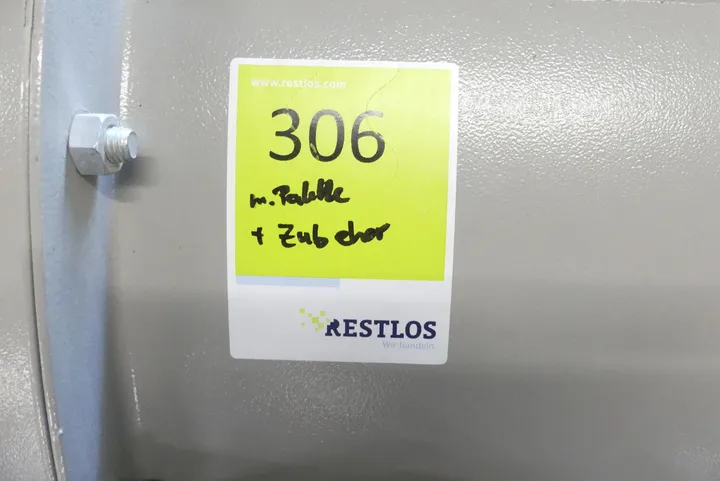 www.restlos.com
306
m. Palette
+ Zubehör
RESTLOS
Wir handeln.